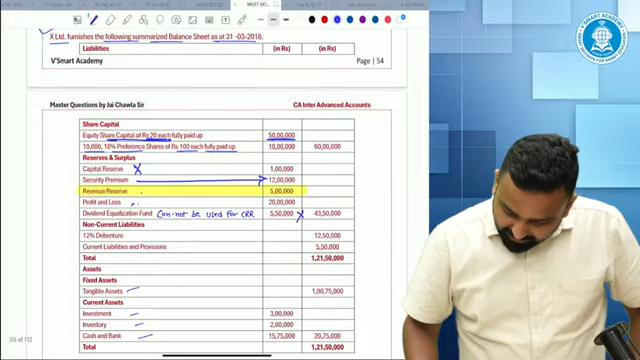 X Ltd. furnishes the following summarized Balance Sheet as at 31-03-2018.
Liabilities (in Rs) (in Rs)
V'Smart Academy Page | 54
Master Questions by Jai Chawla Sir CA Inter Advanced Accounts
Share Capital
Equity Share Capital of Rs 20 each fully paid up 50,00,000
10,000, 10% Preference Shares of Rs 100 each fully paid up 10,00,000 60,00,000
Reserves & Surplus
Capital Reserve X 1,00,000
Security Premium 12,00,000
Revenue Reserve 5,00,000
Profit and Loss 20,00,000
Dividend Equalization Fund Can-not be used for CRR 5,50,000 X 43,50,000
Non-Current Liabilities
12% Debenture 12,50,000
Current Liabilities and Provisions 5,50,000
Total 1,21,50,000
Assets
Fixed Assets
Tangible Assets 1,00,75,000
Current Assets
Investment 3,00,000
Inventory 2,00,000
Cash and Bank 15,75,000 20,75,000
Total 1,21,50,000
55 of 112
V'SMART ACADEMY